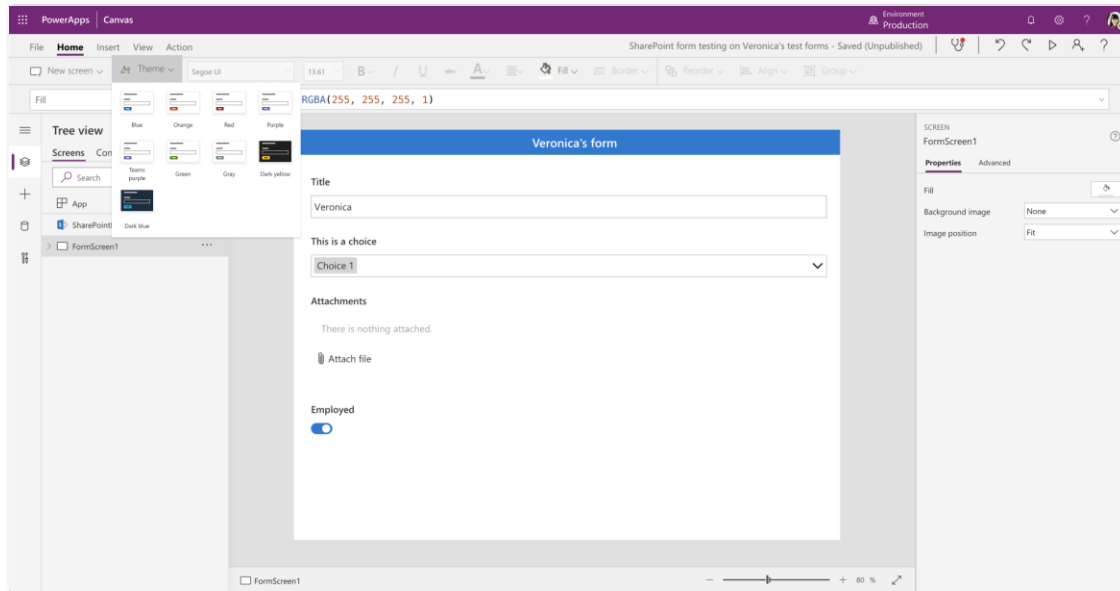 PowerApps Canvas
Environment
Production
File Home Insert View Action
SharePoint form testing on Veronica's test forms - Saved (Unpublished)
New screen Theme Segoe UI 13.61 B / U abc A Fill Border Reorder Align Group
Fill
RGBA(255, 255, 255, 1)
Blue Orange Red Purple
Teams purple Green Gray Dark yellow
Dark blue
Tree view
Screens Con
Search
App
SharePointI
FormScreen1
Veronica's form
Title
Veronica
This is a choice
Choice 1
Attachments
There is nothing attached.
Attach file
Employed
SCREEN
FormScreen1
Properties Advanced
Fill
Background image None
Image position Fit
FormScreen1
80 %